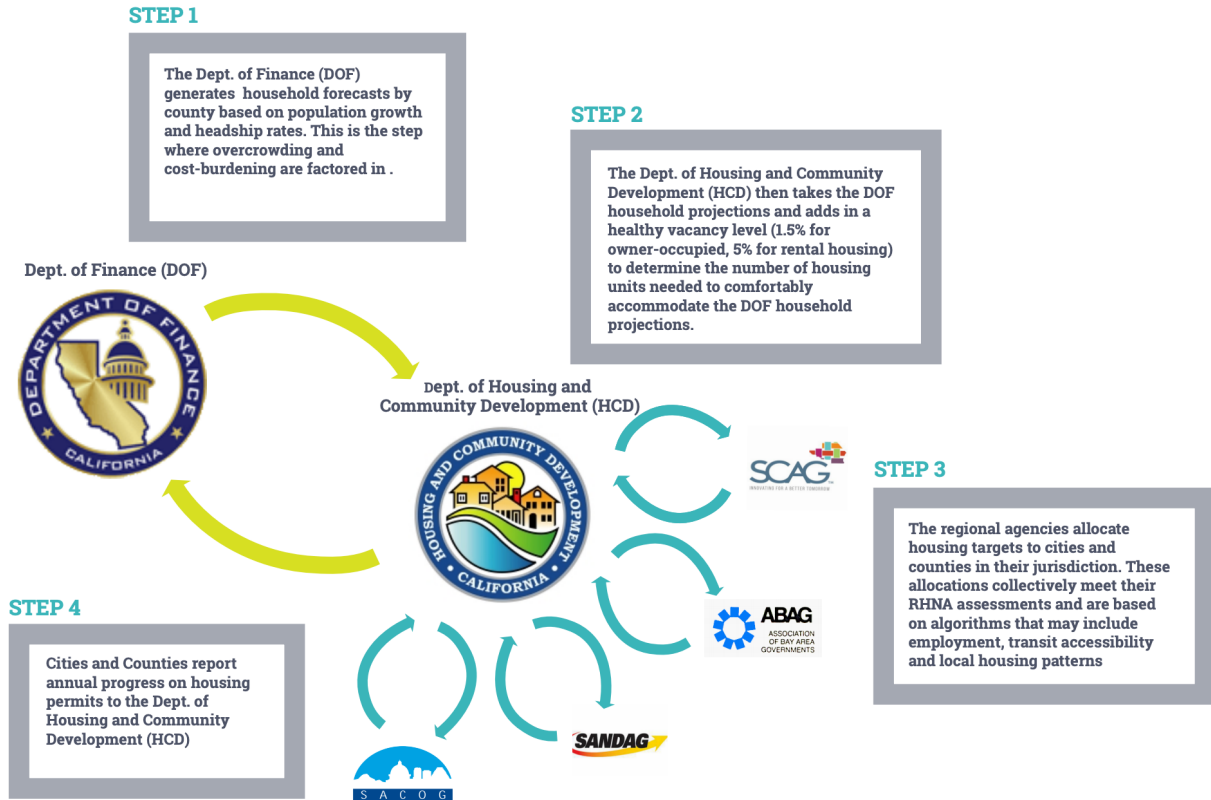 STEP 1
The Dept. of Finance (DOF)
generates  household forecasts by
county based on population growth
and headship rates. This is the step
where overcrowding and
cost-burdening are factored in .
STEP 2
The Dept. of Housing and Community
Development (HCD) then takes the DOF
household projections and adds in a
healthy vacancy level (1.5% for
owner-occupied, 5% for rental housing)
to determine the number of housing
units needed to comfortably
accommodate the DOF household
projections.
Dept. of Finance (DOF)
DEPARTMENT OF FINANCE
CALIFORNIA
Dept. of Housing and
Community Development (HCD)
HOUSING AND COMMUNITY DEVELOPMENT
CALIFORNIA
SCAG
INNOVATING FOR A BETTER TOMORROW
STEP 3
The regional agencies allocate
housing targets to cities and
counties in their jurisdiction. These
allocations collectively meet their
RHNA assessments and are based
on algorithms that may include
employment, transit accessibility
and local housing patterns
ABAG
ASSOCIATION
OF BAY AREA
GOVERNMENTS
STEP 4
Cities and Counties report
annual progress on housing
permits to the Dept. of
Housing and Community
Development (HCD)
SANDAG
SACOG